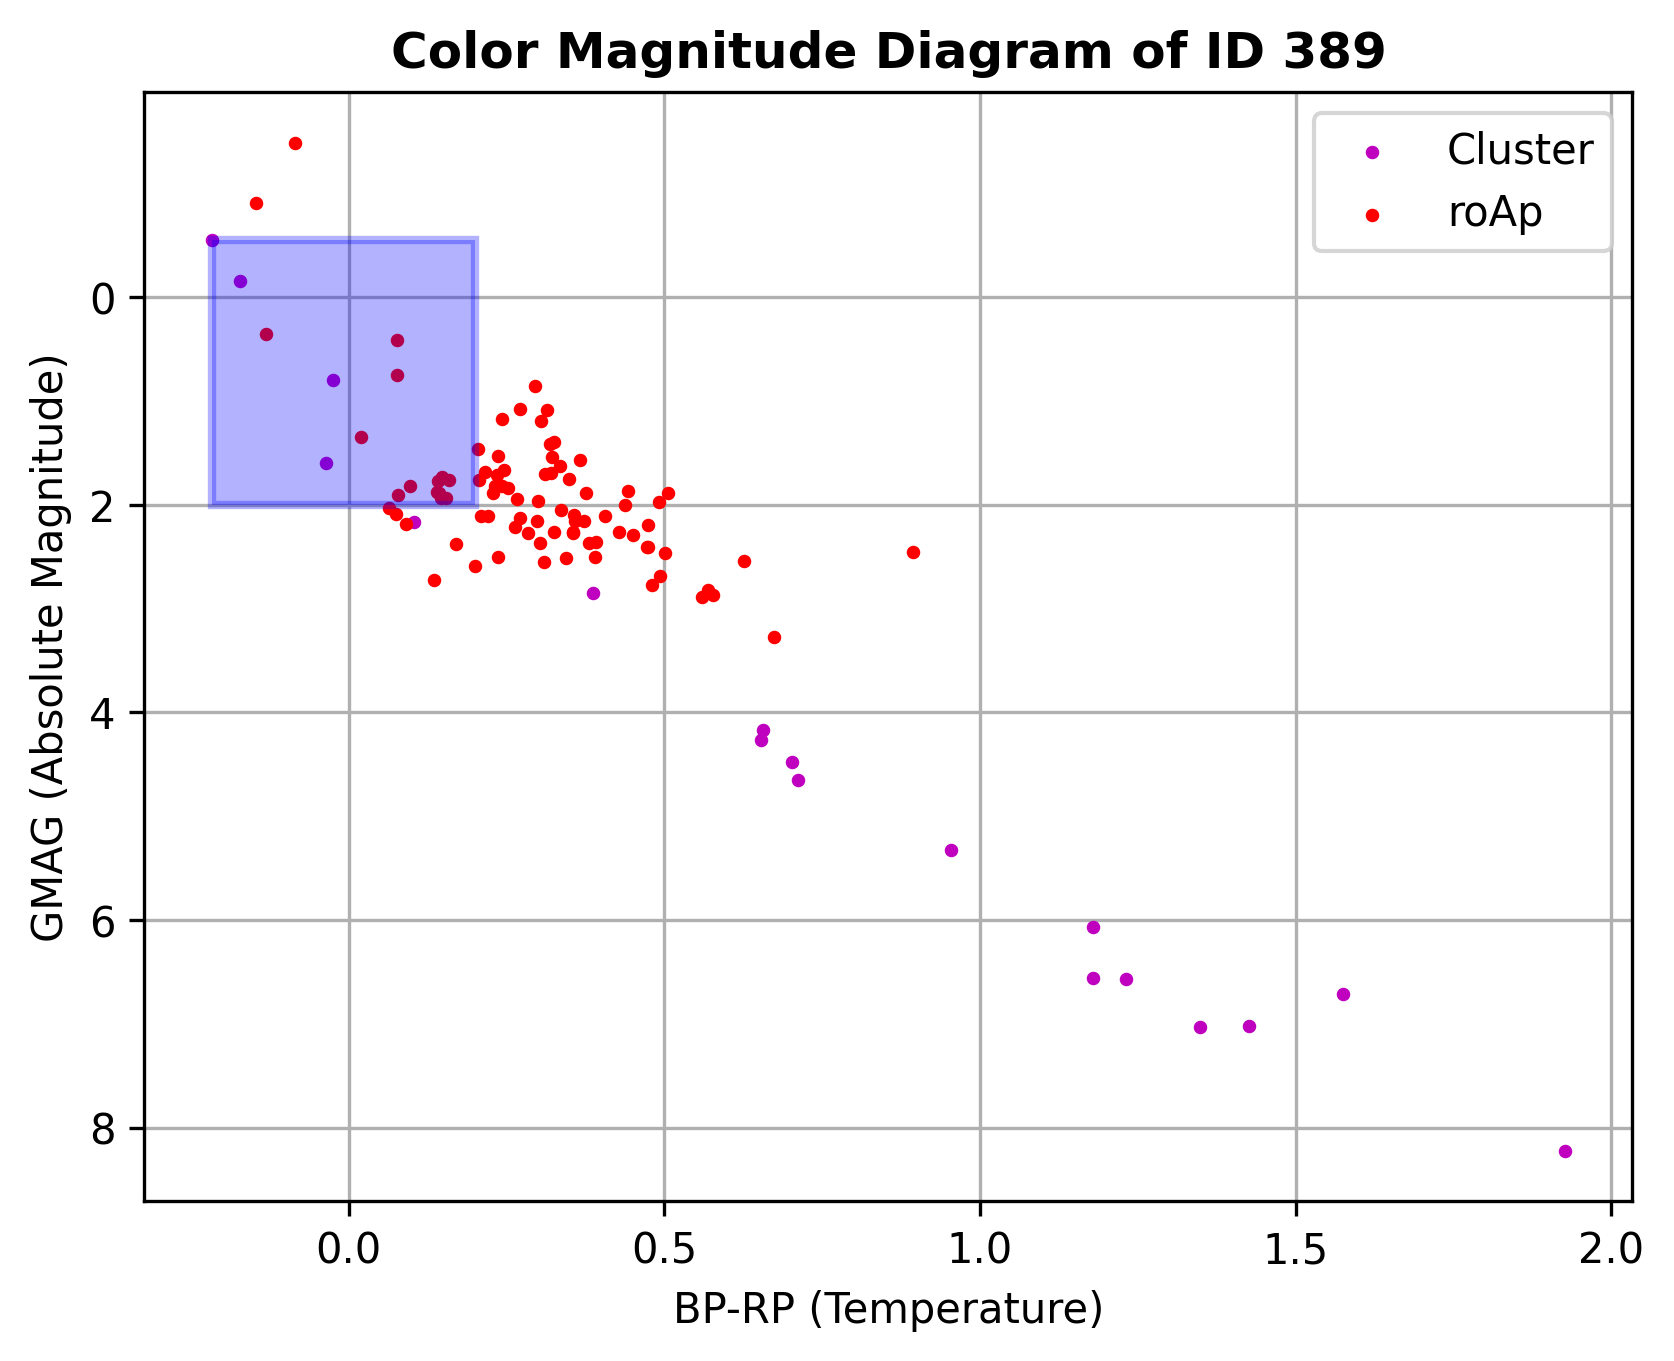 Color Magnitude Diagram of ID 389
Cluster
roAp
GMAG (Absolute Magnitude)
0
2
4
6
8
0.0 0.5 1.0 1.5 2.0
BP-RP (Temperature)